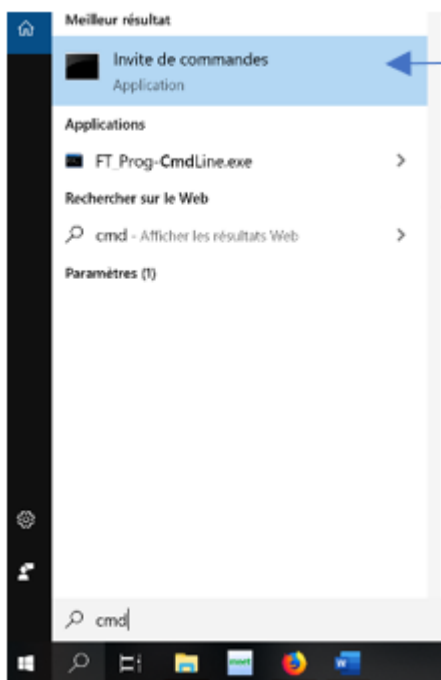 Meilleur résultat
Invite de commandes
Application
Applications
FT_Prog-CmdLine.exe
Rechercher sur le Web
cmd - Afficher les résultats Web
Paramètres (1)
cmd
meet
W